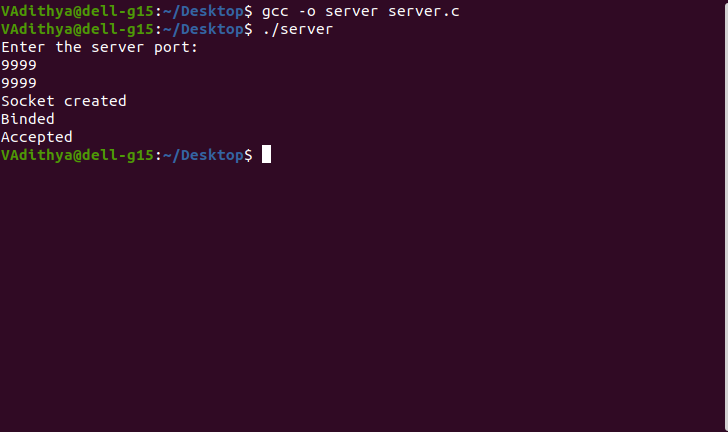 VAdithya@dell-g15:~/Desktop$ gcc -o server server.c
VAdithya@dell-g15:~/Desktop$ ./server
Enter the server port:
9999
9999
Socket created
Binded
Accepted
VAdithya@dell-g15:~/Desktop$